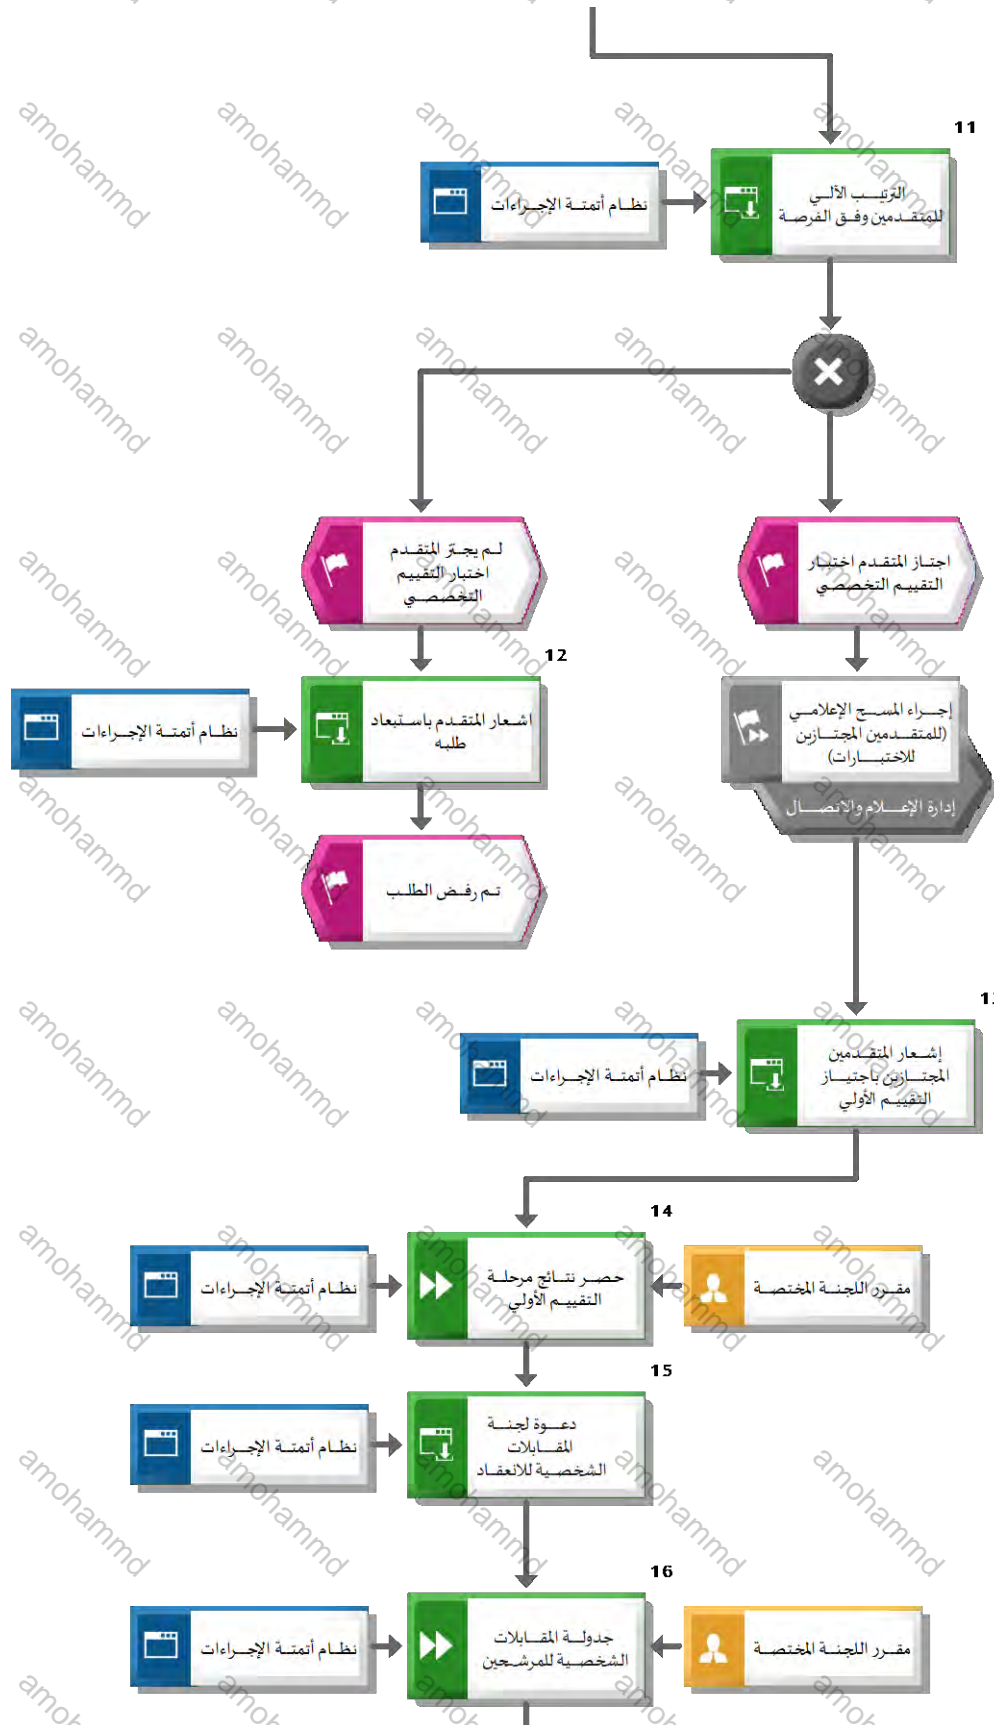 11
الترتيب الآلي
للمتقدمين وفق الفرصة
نظام أتمتة الإجراءات
اجتاز المتقدم اختبار
التقييم التخصصي
لم يجتز المتقدم
اختبار التقييم
التخصصي
12
اشعار المتقدم باستبعاد
طلبه
نظام أتمتة الإجراءات
إجراء المسح الإعلامي
(للمتقدمين المجتازين
للاختبارات)
إدارة الإعلام والاتصال
تم رفض الطلب
إشعار المتقدمين
المجتازين باجتياز
التقييم الأولي
نظام أتمتة الإجراءات
14
مقرر اللجنة المختصة
حصر نتائج مرحلة
التقييم الأولي
نظام أتمتة الإجراءات
15
دعوة لجنة
المقابلات
الشخصية للانعقاد
نظام أتمتة الإجراءات
16
مقرر اللجنة المختصة
جدولة المقابلات
الشخصية للمرشحين
نظام أتمتة الإجراءات
amohammd